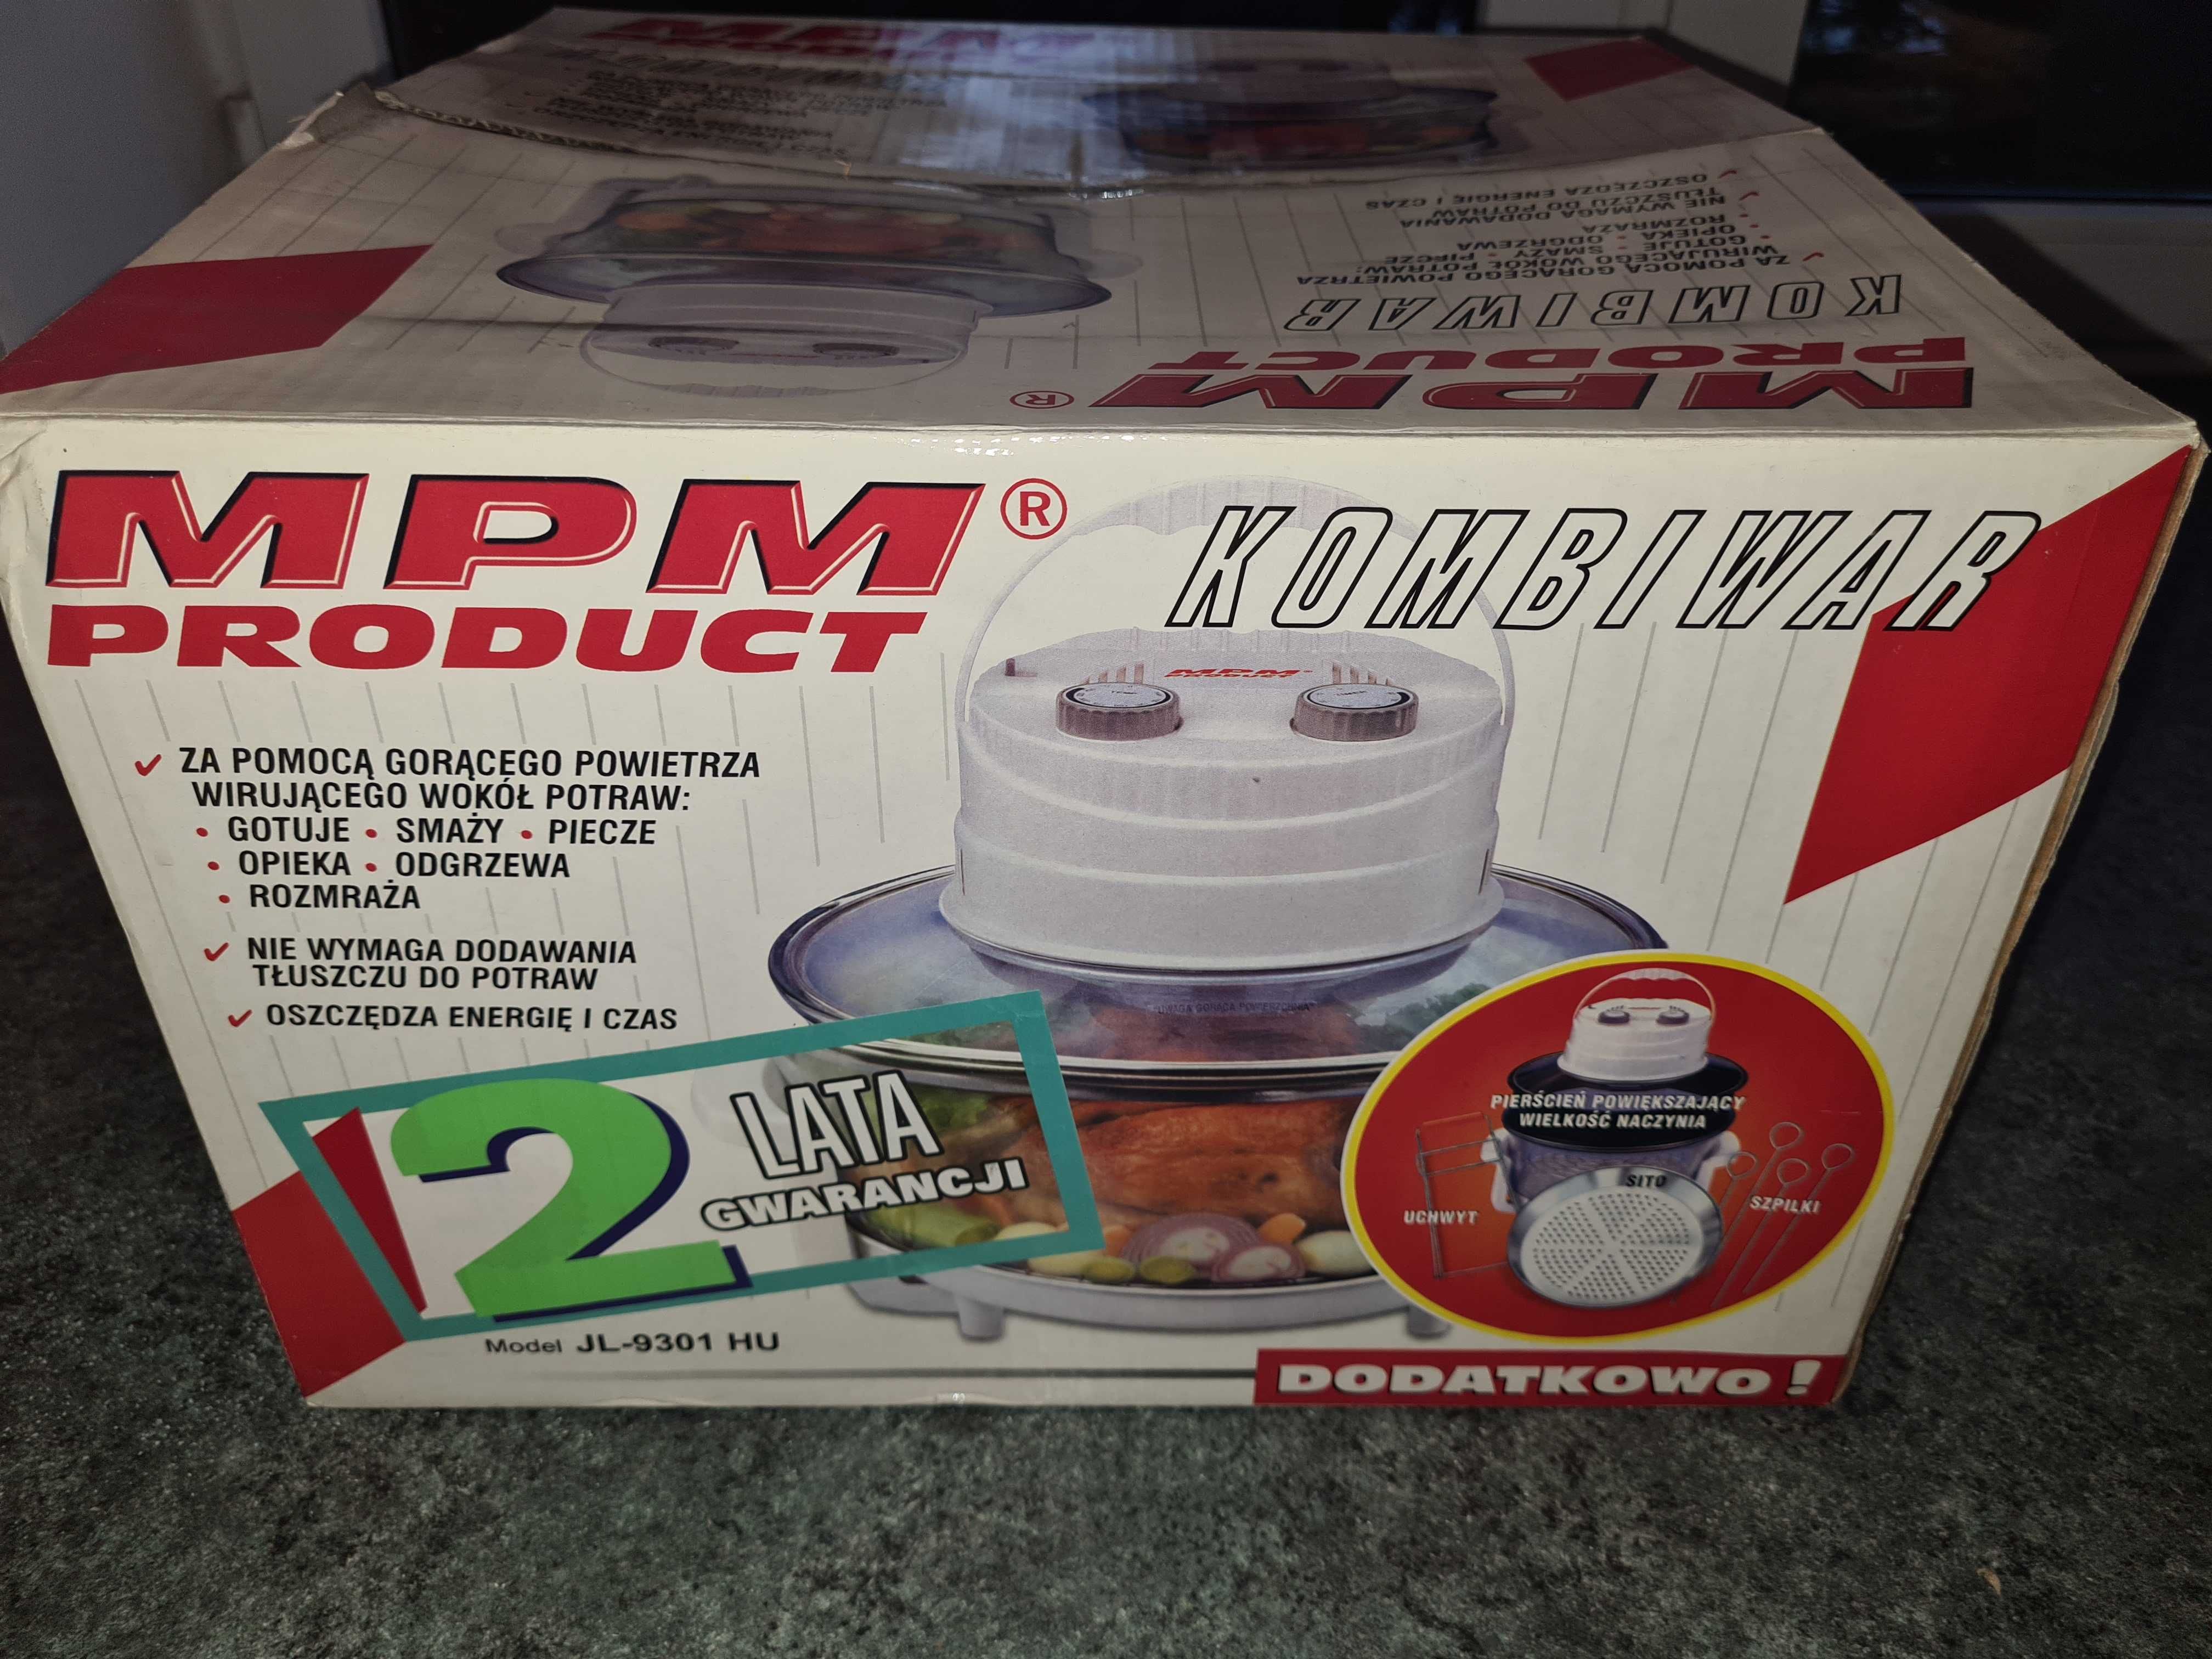 MPM
PRODUCT
KOMBIWAR
ZA POMOCĄ GORĄCEGO POWIETRZA
WIRUJĄCEGO WOKÓŁ POTRAW:
• GOTUJE • SMAŻY • PIECZE
• OPIEKA • ODGRZEWA
• ROZMRAŻA
NIE WYMAGA DODAWANIA
TŁUSZCZU DO POTRAW
OSZCZĘDZA ENERGIĘ I CZAS
MPM ®
PRODUCT
KOMBIWAR
MPM
PRODUCT
✓ ZA POMOCĄ GORĄCEGO POWIETRZA
WIRUJĄCEGO WOKÓŁ POTRAW:
• GOTUJE • SMAŻY • PIECZE
• OPIEKA • ODGRZEWA
• ROZMRAŻA
✓ NIE WYMAGA DODAWANIA
TŁUSZCZU DO POTRAW
✓ OSZCZĘDZA ENERGIĘ I CZAS
2 LATA
GWARANCJI
Model JL-9301 HU
PIERŚCIEŃ POWIĘKSZAJĄCY
WIELKOŚĆ NACZYNIA
SITO
UCHWYT
SZPILKI
DODATKOWO!